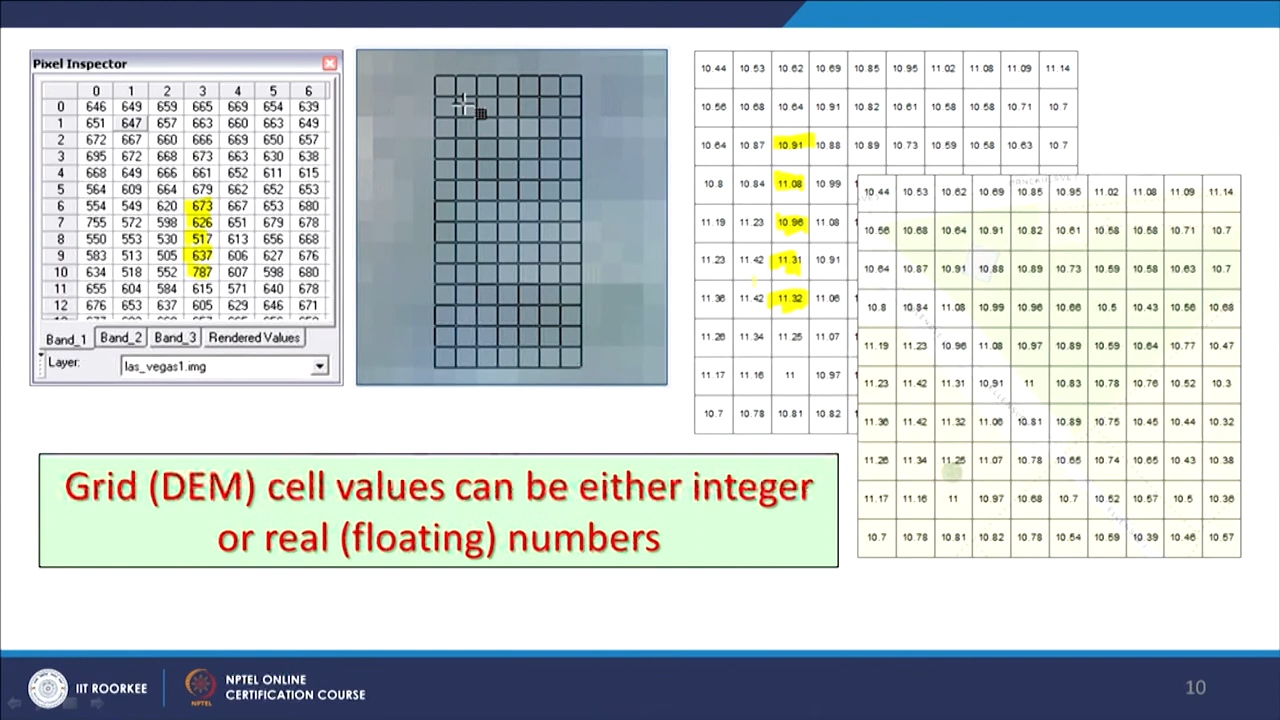 Pixel Inspector
0 1 2 3 4 5 6
0 646 649 659 665 669 654 639
1 651 647 657 663 660 663 649
2 672 667 660 666 669 650 657
3 695 672 668 673 663 630 638
4 668 649 666 661 652 611 615
5 564 609 664 679 662 652 653
6 554 549 620 673 667 653 680
7 755 572 598 626 651 679 678
8 550 553 530 517 613 656 668
9 583 513 505 637 606 627 676
10 634 518 552 787 607 598 680
11 655 604 584 615 571 640 678
12 676 653 637 605 629 646 671
Band_1 Band_2 Band_3 Rendered Values
Layer: las_vegas1.img
10.44 10.53 10.62 10.69 10.85 10.95 11.02 11.08 11.09 11.14
10.56 10.68 10.64 10.91 10.82 10.61 10.58 10.58 10.71 10.7
10.64 10.87 10.91 10.88 10.89 10.73 10.59 10.58 10.63 10.7
10.8 10.84 11.08 10.99
11.19 11.23 10.96 11.08
11.23 11.42 11.31 10.91
11.36 11.42 11.32 11.06
11.26 11.34 11.25 11.07
11.17 11.16 11 10.97
10.7 10.78 10.81 10.82
10.44 10.53 10.62 10.69 10.85 10.95 11.02 11.08 11.09 11.14
10.56 10.68 10.64 10.91 10.82 10.61 10.58 10.58 10.71 10.7
10.64 10.87 10.91 10.88 10.89 10.73 10.59 10.58 10.63 10.7
10.8 10.84 11.08 10.99 10.96 10.66 10.5 10.43 10.56 10.68
11.19 11.23 10.96 11.08 10.97 10.89 10.59 10.64 10.77 10.47
11.23 11.42 11.31 10.91 11 10.83 10.78 10.76 10.52 10.3
11.36 11.42 11.32 11.06 10.81 10.89 10.75 10.45 10.44 10.32
11.26 11.34 11.25 11.07 10.78 10.65 10.74 10.65 10.43 10.38
11.17 11.16 11 10.97 10.68 10.7 10.52 10.57 10.5 10.36
10.7 10.78 10.81 10.82 10.78 10.54 10.59 10.39 10.46 10.57
Grid (DEM) cell values can be either integer
or real (floating) numbers
IIT ROORKEE
NPTEL
NPTEL ONLINE
CERTIFICATION COURSE
10